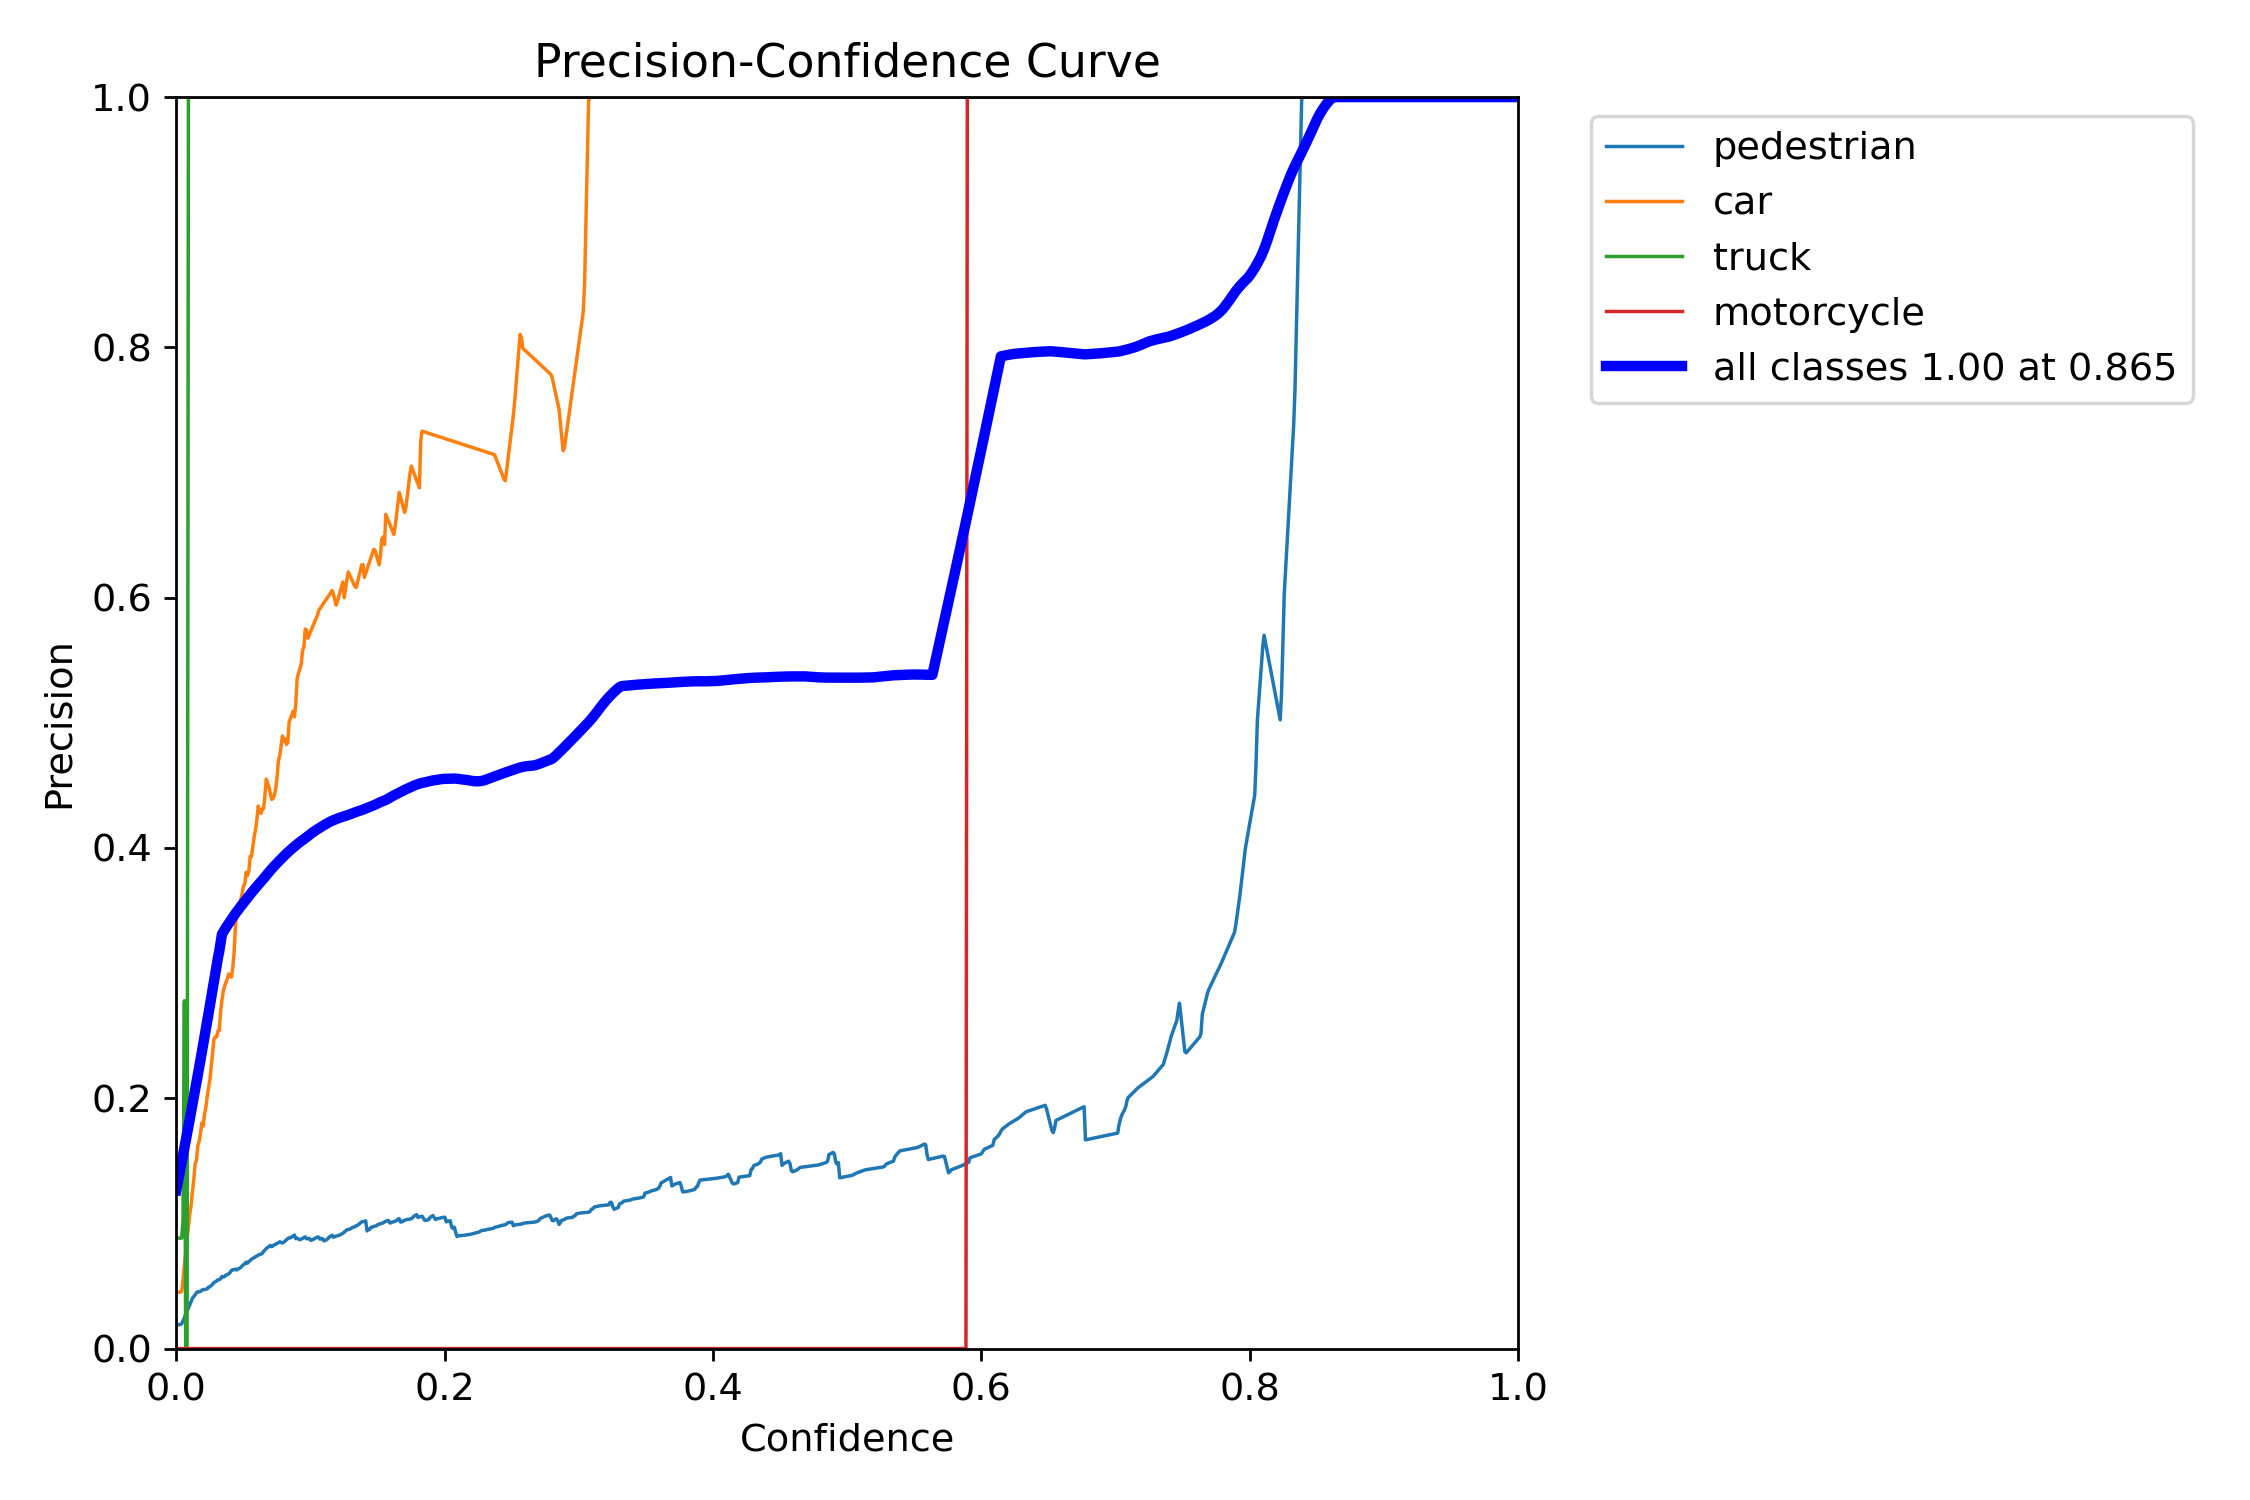 Precision-Confidence Curve
1.0
0.8
0.6
0.4
0.2
0.0
Precision
0.0 0.2 0.4 0.6 0.8 1.0
Confidence
pedestrian
car
truck
motorcycle
all classes 1.00 at 0.865